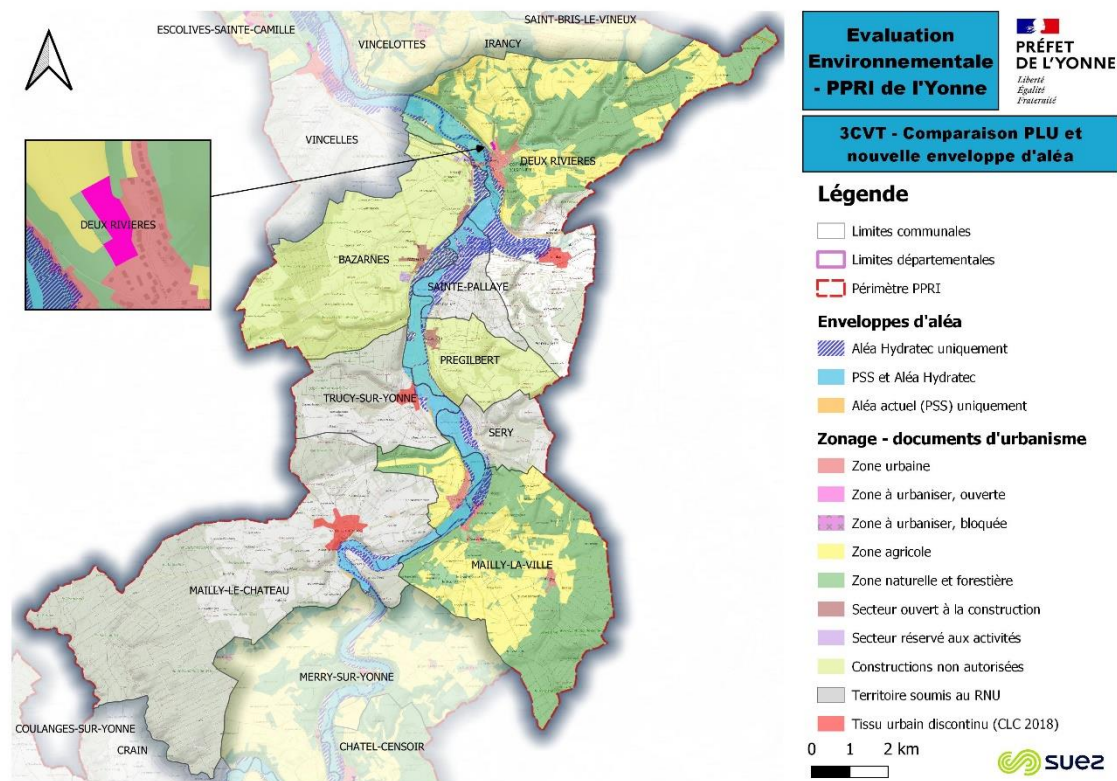 SAINT-BRIS-LE-VINEUX
ESCOLIVES-SAINTE-CAMILLE
VINCELOTTES
IRANCY
VINCELLES
DEUX RIVIERES
DEUX RIVIERES
BAZARNES
SAINTE-PALLAYE
PREGILBERT
TRUCY-SUR-YONNE
SERY
MAILLY-LA-VILLE
MAILLY-LE-CHATEAU
MERRY-SUR-YONNE
COULANGES-SUR-YONNE
CRAIN
CHATEL-CENSOIR
Evaluation
Environnementale
- PPRI de l'Yonne
PRÉFET
DE L'YONNE
Liberté
Égalité
Fraternité
3CVT - Comparaison PLU et
nouvelle enveloppe d'aléa
Légende
Limites communales
Limites départementales
Périmètre PPRI
Enveloppes d'aléa
Aléa Hydratec uniquement
PSS et Aléa Hydratec
Aléa actuel (PSS) uniquement
Zonage - documents d'urbanisme
Zone urbaine
Zone à urbaniser, ouverte
Zone à urbaniser, bloquée
Zone agricole
Zone naturelle et forestière
Secteur ouvert à la construction
Secteur réservé aux activités
Constructions non autorisées
Territoire soumis au RNU
Tissu urbain discontinu (CLC 2018)
0 1 2 km
suez